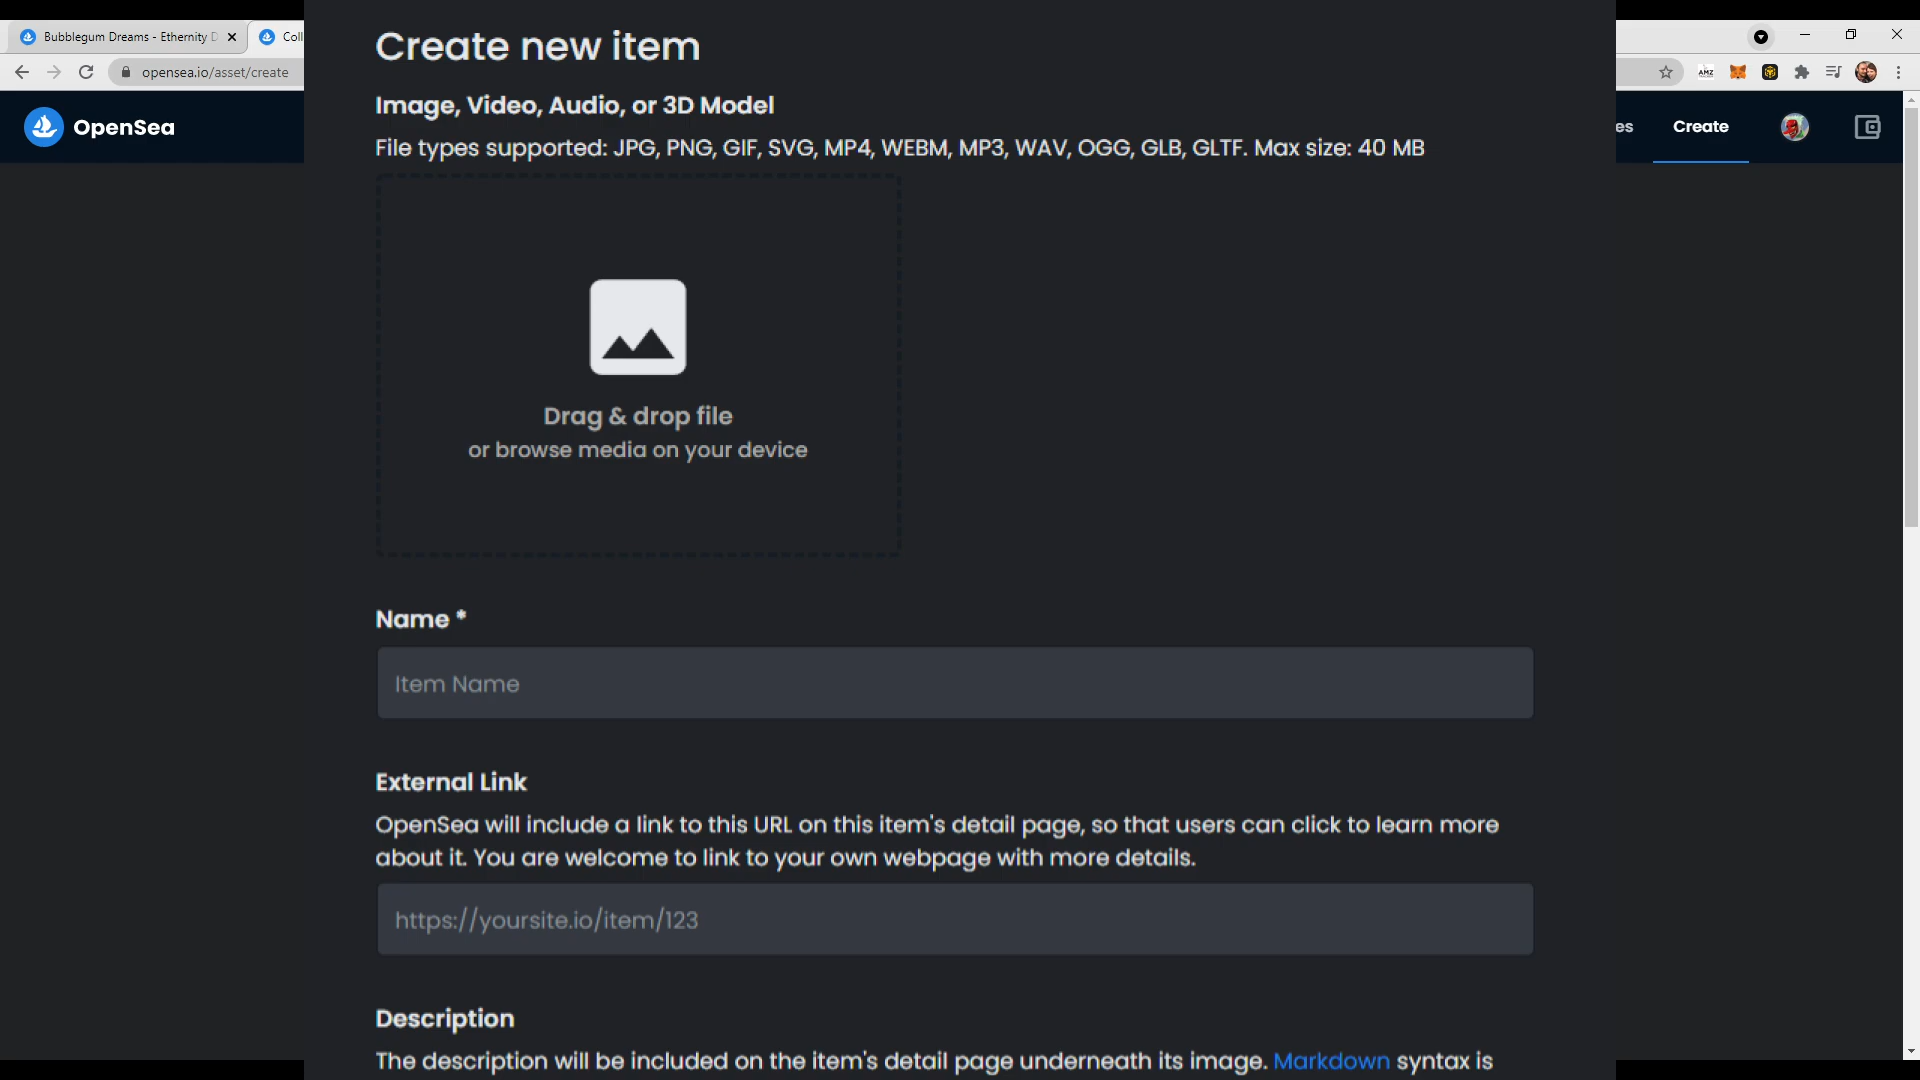 Bubblegum Dreams - Ethernity D
Coll
opensea.io/asset/create
AMZ
OpenSea
es
Create
Create new item
Image, Video, Audio, or 3D Model
File types supported: JPG, PNG, GIF, SVG, MP4, WEBM, MP3, WAV, OGG, GLB, GLTF. Max size: 40 MB
Drag & drop file
or browse media on your device
Name *
Item Name
External Link
OpenSea will include a link to this URL on this item's detail page, so that users can click to learn more
about it. You are welcome to link to your own webpage with more details.
https://yoursite.io/item/123
Description
The description will be included on the item's detail page underneath its image. Markdown syntax is